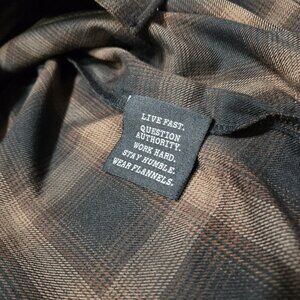 LIVE FAST.
QUESTION
AUTHORITY.
WORK HARD.
STAY HUMBLE.
WEAR FLANNELS.